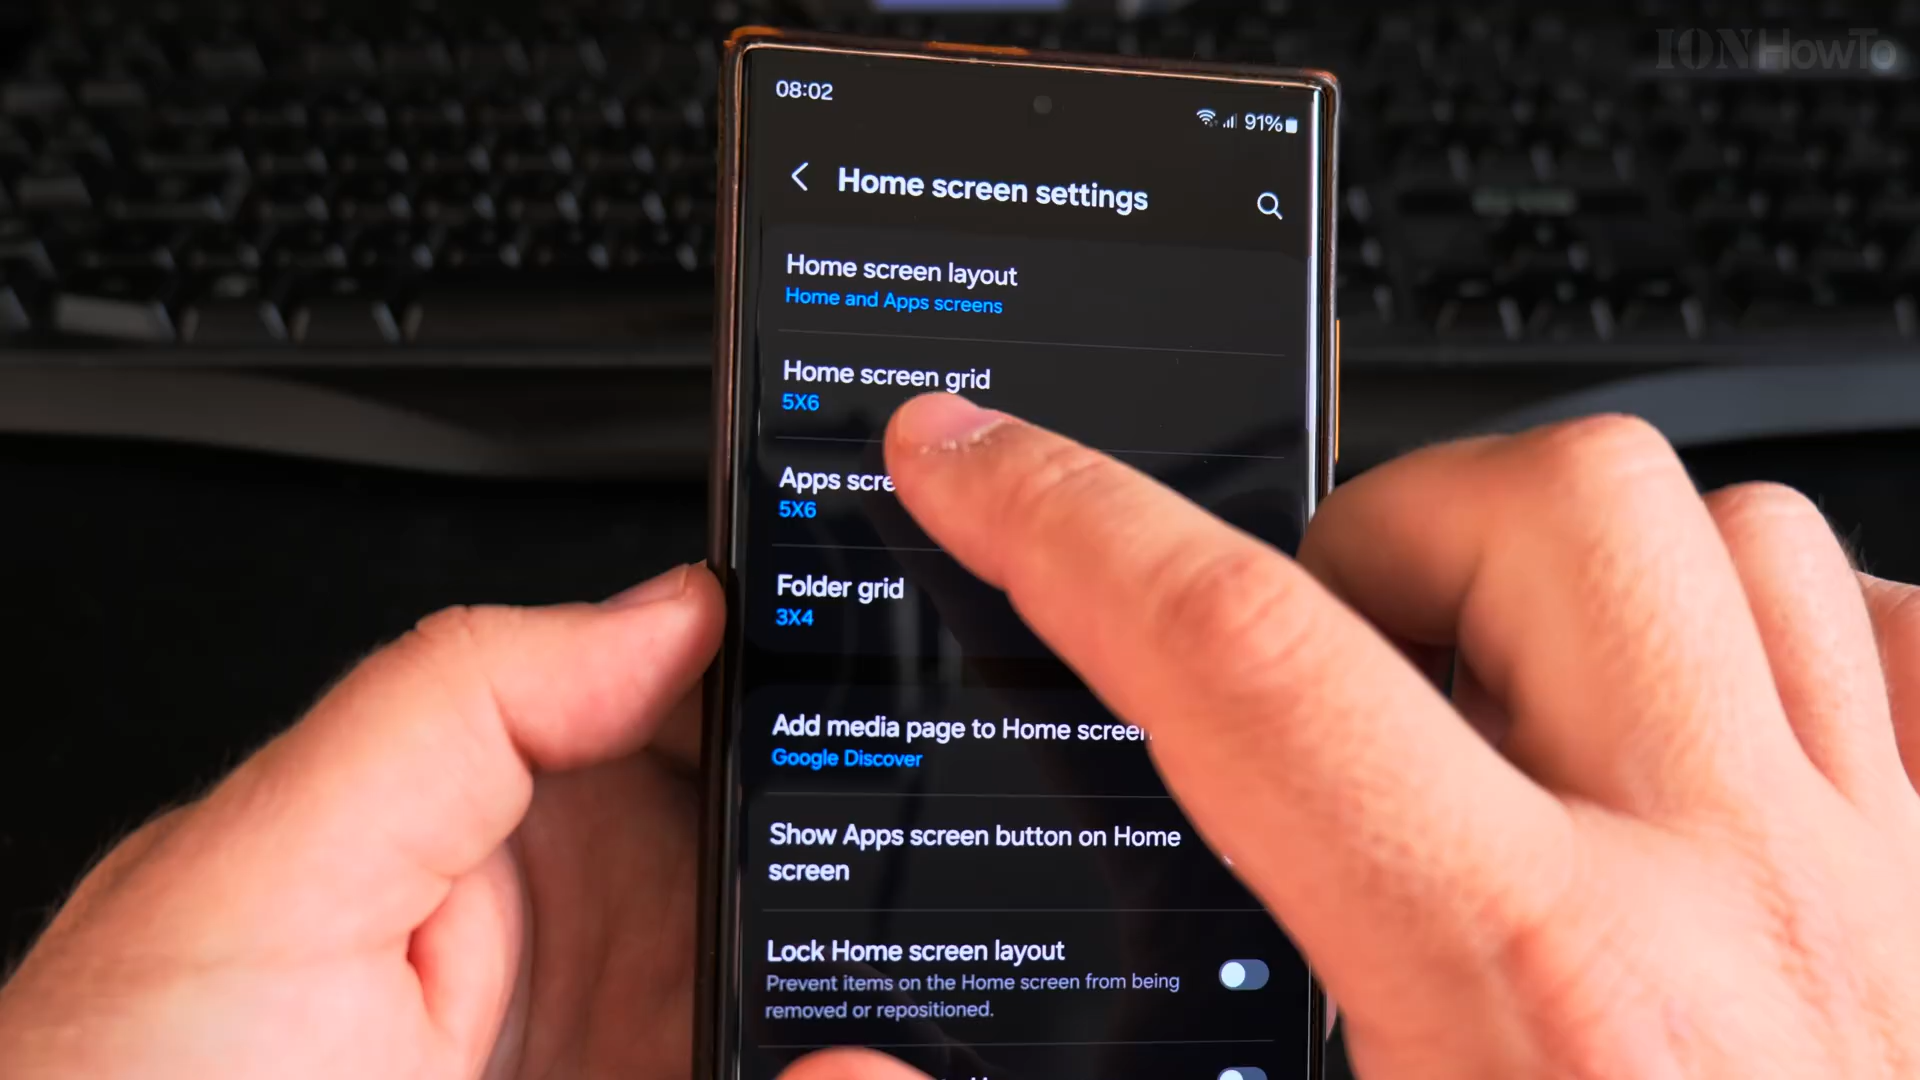 IONHowTo
08:02
91%
Home screen settings
Home screen layout
Home and Apps screens
Home screen grid
5X6
Apps
5X6
Folder grid
3X4
Add media page to Home screen
Google Discover
Show Apps screen button on Home
screen
Lock Home screen layout
Prevent items on the Home screen from being
removed or repositioned.